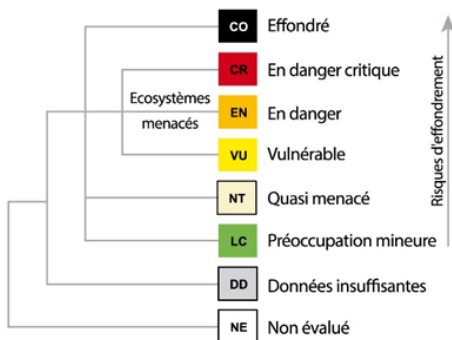 CO Effondré
CR En danger critique
Ecosystèmes
menacés
EN En danger
VU Vulnérable
NT Quasi menacé
LC Préoccupation mineure
DD Données insuffisantes
NE Non évalué
Risques d'effondrement